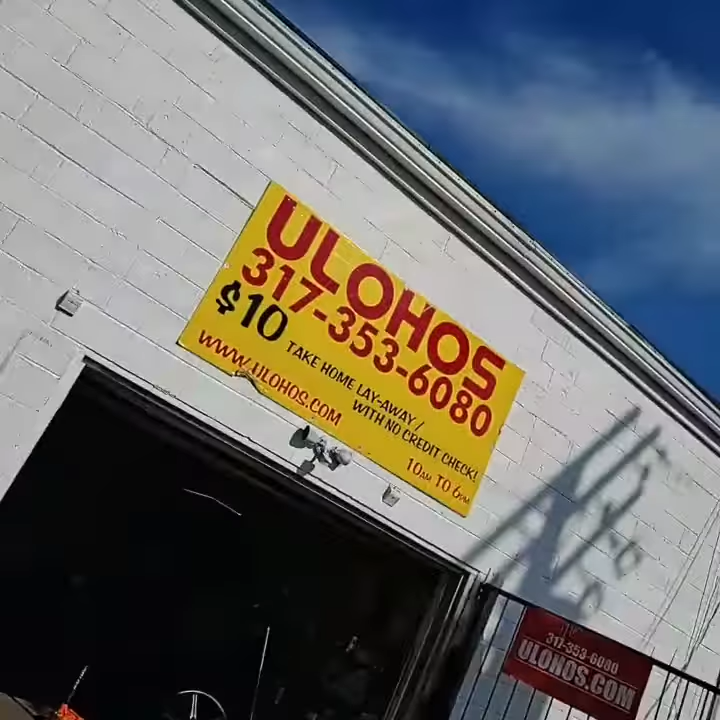 ULOHOS
317-353-6080
$10 TAKE HOME LAY-AWAY/
WITH NO CREDIT CHECK!
WWW.ULOHOS.COM
10AM TO 6PM
317-353-6080
ULOHOS.COM